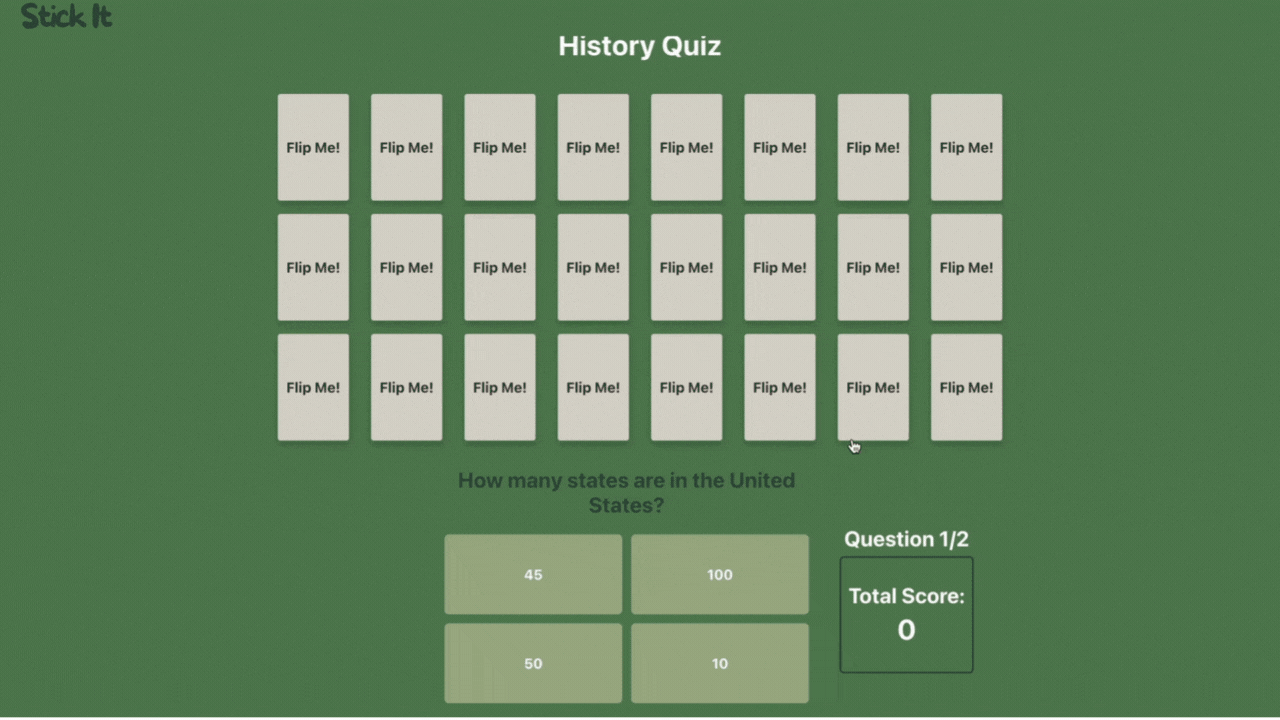 Stick It
History Quiz
Flip Me! Flip Me! Flip Me! Flip Me! Flip Me! Flip Me! Flip Me! Flip Me!
Flip Me! Flip Me! Flip Me! Flip Me! Flip Me! Flip Me! Flip Me! Flip Me!
Flip Me! Flip Me! Flip Me! Flip Me! Flip Me! Flip Me! Flip Me! Flip Me!
How many states are in the United
States?
45 100
50 10
Question 1/2
Total Score:
0